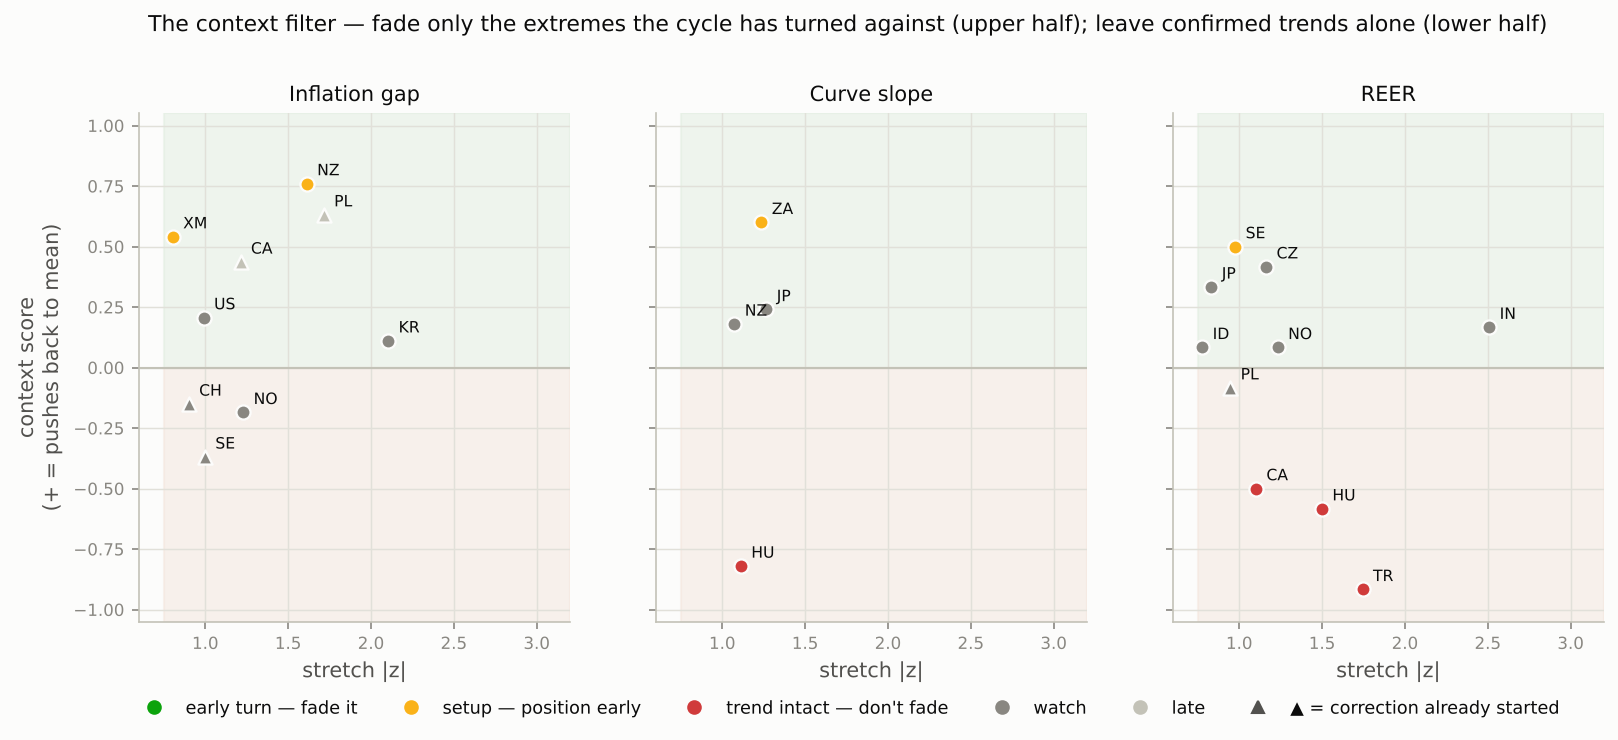 The context filter — fade only the extremes the cycle has turned against (upper half); leave confirmed trends alone (lower half)
Inflation gap
Curve slope
REER
context score
(+ = pushes back to mean)
1.00
0.75
0.50
0.25
0.00
−0.25
−0.50
−0.75
−1.00
NZ
PL
XM
CA
US
KR
CH
NO
SE
1.0 1.5 2.0 2.5 3.0
stretch |z|
ZA
JP
NZ
HU
1.0 1.5 2.0 2.5 3.0
stretch |z|
SE
CZ
JP
IN
ID
NO
PL
CA
HU
TR
1.0 1.5 2.0 2.5 3.0
stretch |z|
early turn — fade it
setup — position early
trend intact — don't fade
watch
late
▲ = correction already started